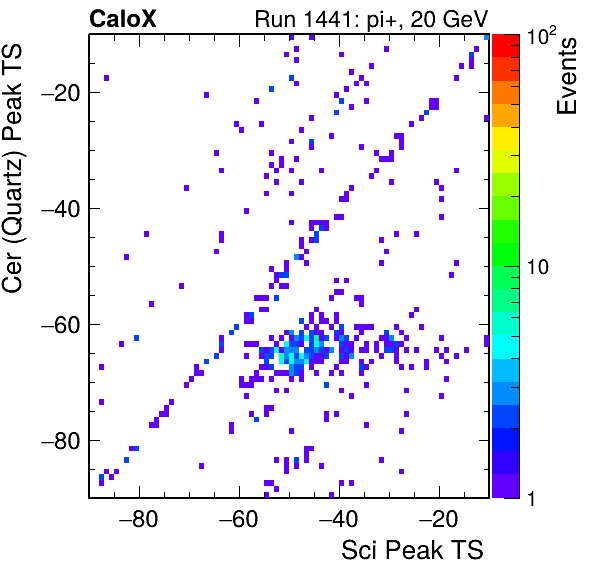 CaloX Run 1441: pi+, 20 GeV
Cer (Quartz) Peak TS
−20
−40
−60
−80
−80 −60 −40 −20
Sci Peak TS
10²
10
1
Events